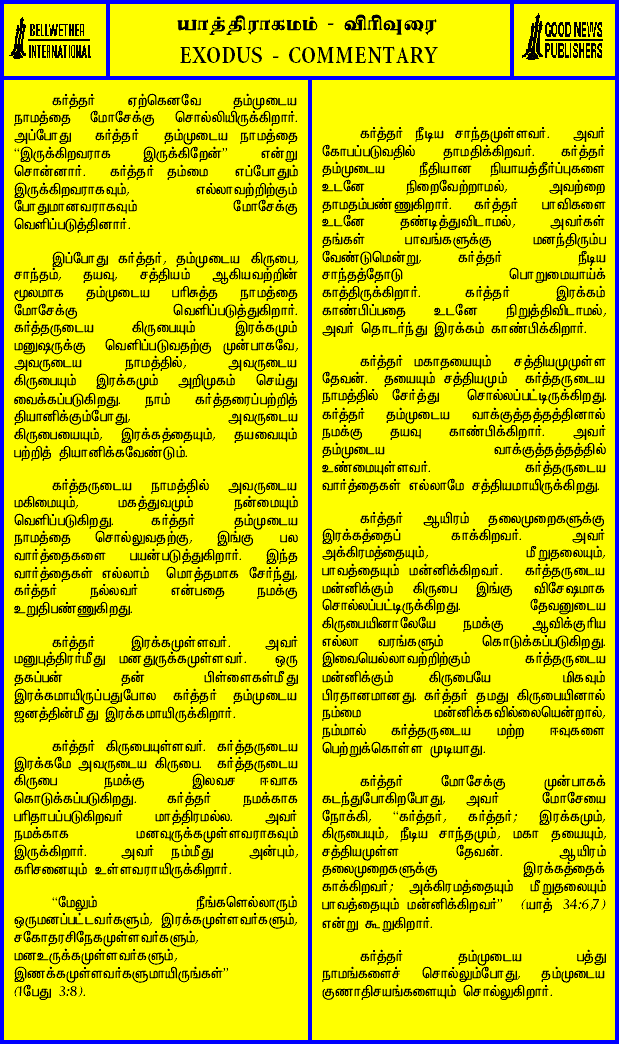 BELLWETHER
INTERNATIONAL
யாத்திராகமம் - விரிவுரை
EXODUS - COMMENTARY
GOOD NEWS
PUBLISHERS
கர்த்தர் ஏற்கெனவே தம்முடைய
நாமத்தை மோசேக்கு சொல்லியிருக்கிறார்.
அப்போது கர்த்தர் தம்முடைய நாமத்தை
“இருக்கிறவராக இருக்கிறேன்” என்று
சொன்னார். கர்த்தர் தம்மை எப்போதும்
இருக்கிறவராகவும், எல்லாவற்றிற்கும்
போதுமானவராகவும் மோசேக்கு
வெளிப்படுத்தினார்.
இப்போது கர்த்தர், தம்முடைய கிருபை,
சாந்தம், தயவு, சத்தியம் ஆகியவற்றின்
மூலமாக தம்முடைய பரிசுத்த நாமத்தை
மோசேக்கு வெளிப்படுத்துகிறார்.
கர்த்தருடைய கிருபையும் இரக்கமும்
மனுஷருக்கு வெளிப்படுவதற்கு முன்பாகவே,
அவருடைய நாமத்தில், அவருடைய
கிருபையும் இரக்கமும் அறிமுகம் செய்து
வைக்கப்படுகிறது. நாம் கர்த்தரைப்பற்றித்
தியானிக்கும்போது, அவருடைய
கிருபையையும், இரக்கத்தையும், தயவையும்
பற்றித் தியானிக்கவேண்டும்.
கர்த்தருடைய நாமத்தில் அவருடைய
மகிமையும், மகத்துவமும் நன்மையும்
வெளிப்படுகிறது. கர்த்தர் தம்முடைய
நாமத்தை சொல்லுவதற்கு, இங்கு பல
வார்த்தைகளை பயன்படுத்துகிறார். இந்த
வார்த்தைகள் எல்லாம் மொத்தமாக சேர்ந்து,
கர்த்தர் நல்லவர் என்பதை நமக்கு
உறுதிபண்ணுகிறது.
கர்த்தர் இரக்கமுள்ளவர். அவர்
மனுபுத்திரர்மீது மனதுருக்கமுள்ளவர். ஒரு
தகப்பன் தன் பிள்ளைகள்மீது
இரக்கமாயிருப்பதுபோல கர்த்தர் தம்முடைய
ஜனத்தின்மீது இரக்கமாயிருக்கிறார்.
கர்த்தர் கிருபையுள்ளவர். கர்த்தருடைய
இரக்கமே அவருடைய கிருபை. கர்த்தருடைய
கிருபை நமக்கு இலவச ஈவாக
கொடுக்கப்படுகிறது. கர்த்தர் நமக்காக
பரிதாபப்படுகிறவர் மாத்திரமல்ல. அவர்
நமக்காக மனவுருக்கமுள்ளவராகவும்
இருக்கிறார். அவர் நம்மீது அன்பும்,
கரிசனையும் உள்ளவராயிருக்கிறார்.
“மேலும் நீங்களெல்லாரும்
ஒருமனப்பட்டவர்களும், இரக்கமுள்ளவர்களும்,
சகோதரசிநேகமுள்ளவர்களும்,
மனஉருக்கமுள்ளவர்களும்,
இணக்கமுள்ளவர்களுமாயிருங்கள்”
(1பேது 3:8).
கர்த்தர் நீடிய சாந்தமுள்ளவர். அவர்
கோபப்படுவதில் தாமதிக்கிறவர். கர்த்தர்
தம்முடைய நீதியான நியாயத்தீர்ப்புகளை
உடனே நிறைவேற்றாமல், அவற்றை
தாமதம்பண்ணுகிறார். கர்த்தர் பாவிகளை
உடனே தண்டித்துவிடாமல், அவர்கள்
தங்கள் பாவங்களுக்கு மனந்திரும்ப
வேண்டுமென்று, கர்த்தர் நீடிய
சாந்தத்தோடு பொறுமையாய்க்
காத்திருக்கிறார். கர்த்தர் இரக்கம்
காண்பிப்பதை உடனே நிறுத்திவிடாமல்,
அவர் தொடர்ந்து இரக்கம் காண்பிக்கிறார்.
கர்த்தர் மகாதயையும் சத்தியமுமுள்ள
தேவன். தயையும் சத்தியமும் கர்த்தருடைய
நாமத்தில் சேர்த்து சொல்லப்பட்டிருக்கிறது.
கர்த்தர் தம்முடைய வாக்குத்தத்தத்தினால்
நமக்கு தயவு காண்பிக்கிறார். அவர்
தம்முடைய வாக்குத்தத்தத்தில்
உண்மையுள்ளவர். கர்த்தருடைய
வார்த்தைகள் எல்லாமே சத்தியமாயிருக்கிறது.
கர்த்தர் ஆயிரம் தலைமுறைகளுக்கு
இரக்கத்தைப் காக்கிறவர். அவர்
அக்கிரமத்தையும், மீறுதலையும்,
பாவத்தையும் மன்னிக்கிறவர். கர்த்தருடைய
மன்னிக்கும் கிருபை இங்கு விசேஷமாக
சொல்லப்பட்டிருக்கிறது. தேவனுடைய
கிருபையினாலேயே நமக்கு ஆவிக்குரிய
எல்லா வரங்களும் கொடுக்கப்படுகிறது.
இவையெல்லாவற்றிற்கும் கர்த்தருடைய
மன்னிக்கும் கிருபையே மிகவும்
பிரதானமானது. கர்த்தர் தமது கிருபையினால்
நம்மை மன்னிக்கவில்லையென்றால்,
நம்மால் கர்த்தருடைய மற்ற ஈவுகளை
பெற்றுக்கொள்ள முடியாது.
கர்த்தர் மோசேக்கு முன்பாகக்
கடந்துபோகிறபோது, அவர் மோசேயை
நோக்கி, “கர்த்தர், கர்த்தர்; இரக்கமும்,
கிருபையும், நீடிய சாந்தமும், மகா தயையும்,
சத்தியமுள்ள தேவன். ஆயிரம்
தலைமுறைகளுக்கு இரக்கத்தைக்
காக்கிறவர்; அக்கிரமத்தையும் மீறுதலையும்
பாவத்தையும் மன்னிக்கிறவர்” (யாத் 34:6,7)
என்று கூறுகிறார்.
கர்த்தர் தம்முடைய பத்து
நாமங்களைச் சொல்லும்போது, தம்முடைய
குணாதிசயங்களையும் சொல்லுகிறார்.